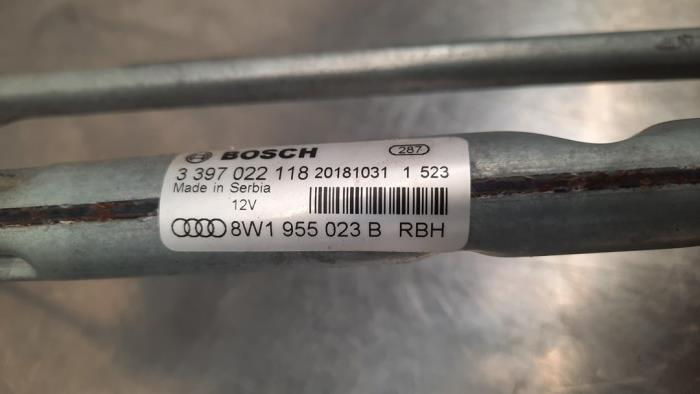 BOSCH 287
3 397 022 118 20181031 1 523
Made in Serbia
12V
8W1 955 023 B RBH